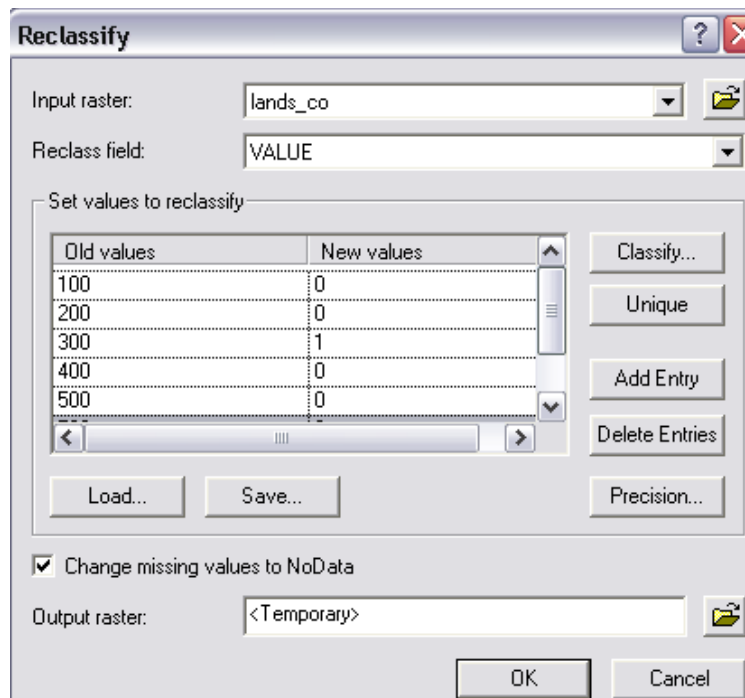 Reclassify
Input raster: lands_co
Reclass field: VALUE
Set values to reclassify
Old values New values
100 0
200 0
300 1
400 0
500 0
Classify...
Unique
Add Entry
Delete Entries
Load... Save... Precision...
Change missing values to NoData
Output raster: <Temporary>
OK Cancel